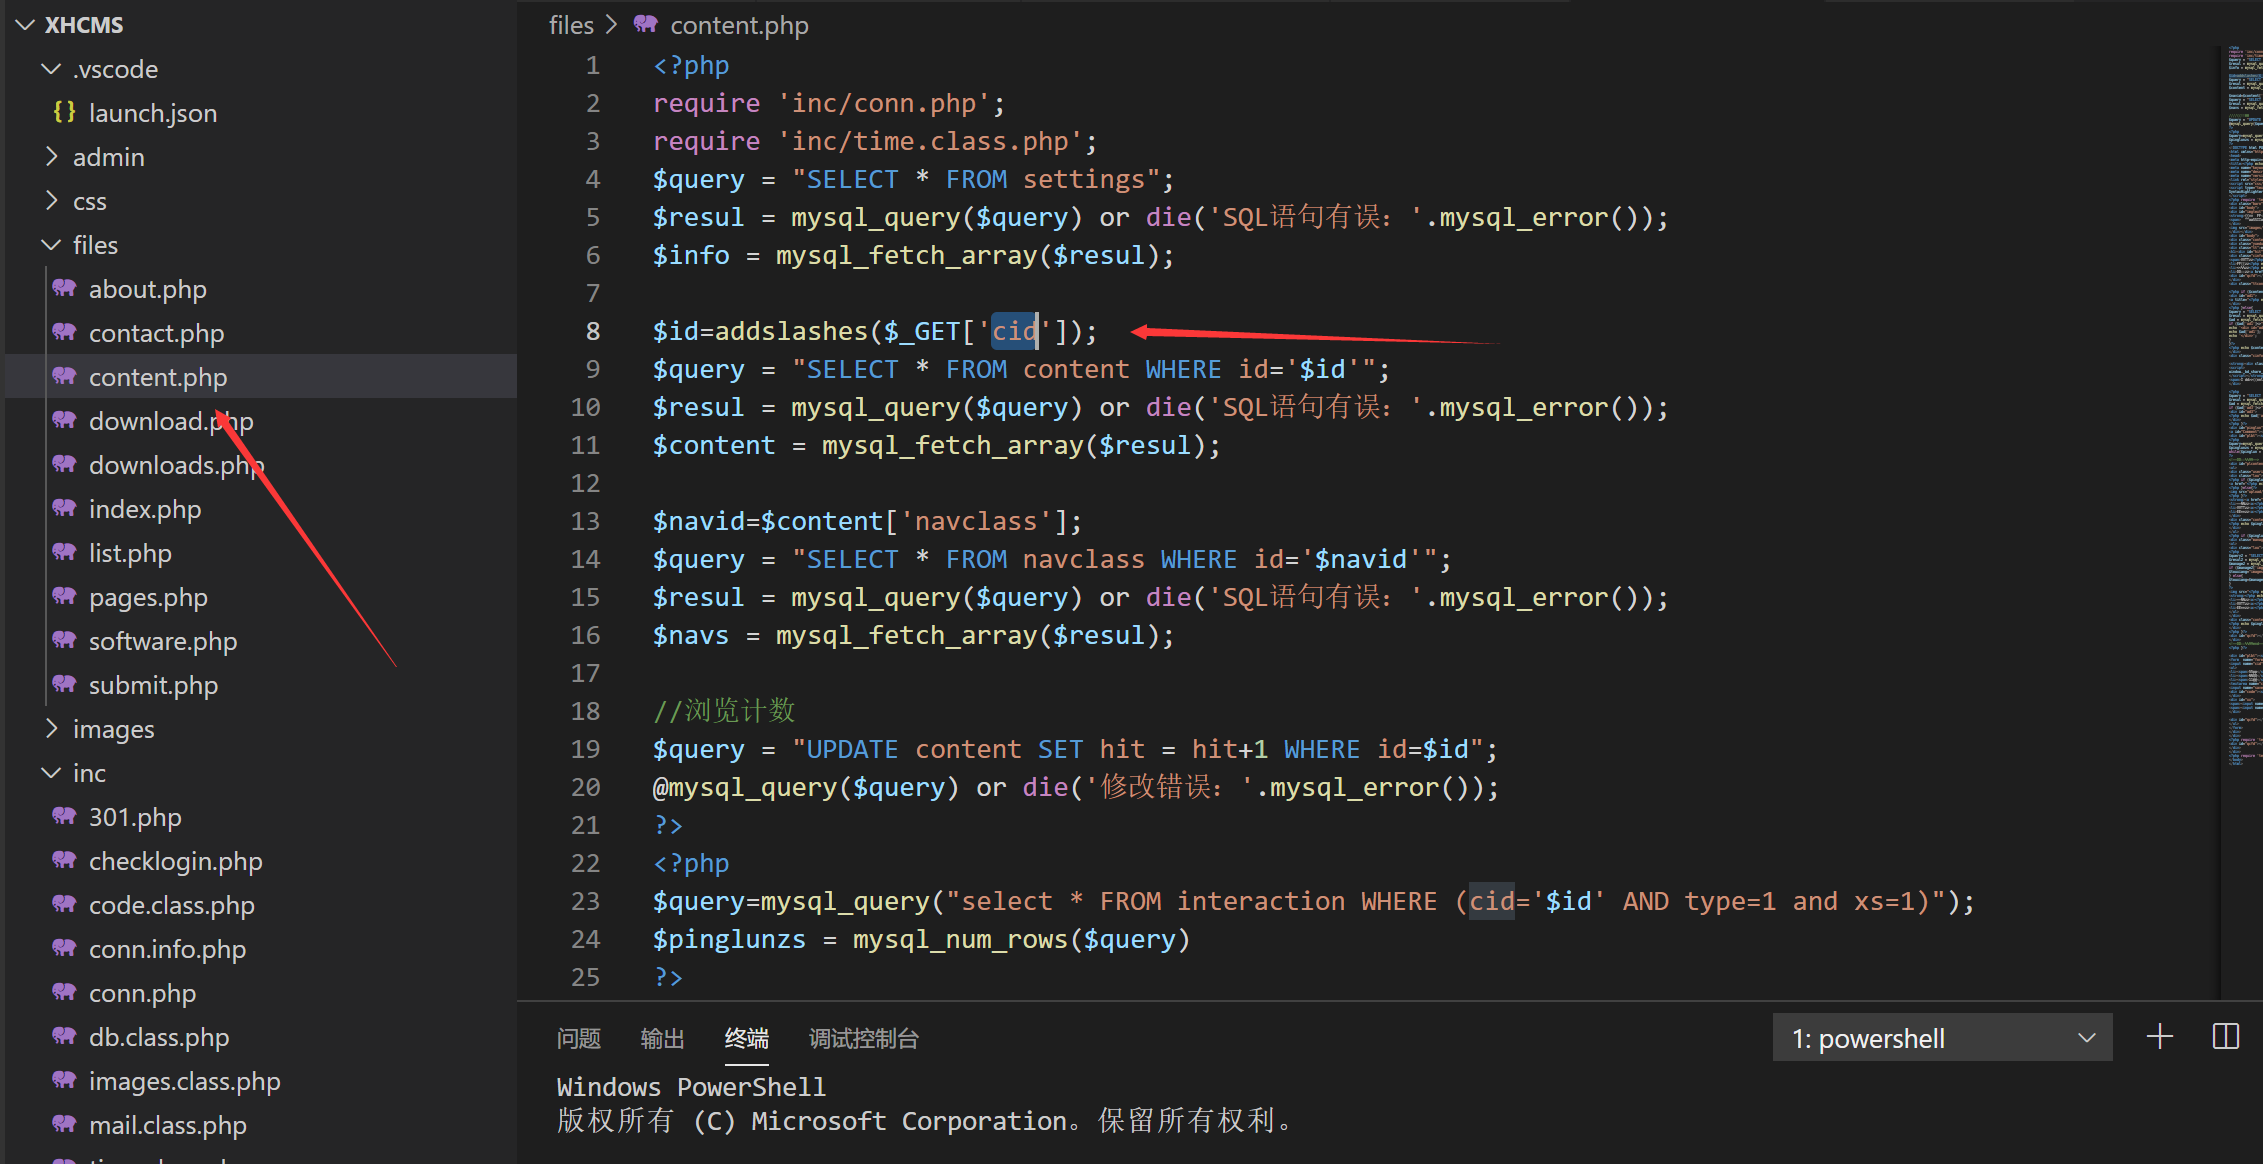 XHCMS
.vscode
launch.json
admin
css
files
about.php
contact.php
content.php
download.php
downloads.php
index.php
list.php
pages.php
software.php
submit.php
images
inc
301.php
checklogin.php
code.class.php
conn.info.php
conn.php
db.class.php
images.class.php
mail.class.php
files > content.php
1 <?php
2 require 'inc/conn.php';
3 require 'inc/time.class.php';
4 $query = "SELECT * FROM settings";
5 $resul = mysql_query($query) or die('SQL语句有误：'.mysql_error());
6 $info = mysql_fetch_array($resul);
7
8 $id=addslashes($_GET['cid']);
9 $query = "SELECT * FROM content WHERE id='$id'";
10 $resul = mysql_query($query) or die('SQL语句有误：'.mysql_error());
11 $content = mysql_fetch_array($resul);
12
13 $navid=$content['navclass'];
14 $query = "SELECT * FROM navclass WHERE id='$navid'";
15 $resul = mysql_query($query) or die('SQL语句有误：'.mysql_error());
16 $navs = mysql_fetch_array($resul);
17
18 //浏览计数
19 $query = "UPDATE content SET hit = hit+1 WHERE id=$id";
20 @mysql_query($query) or die('修改错误：'.mysql_error());
21 ?>
22 <?php
23 $query=mysql_query("select * FROM interaction WHERE (cid='$id' AND type=1 and xs=1)");
24 $pinglunzs = mysql_num_rows($query)
25 ?>
问题 输出 终端 调试控制台 1: powershell
Windows PowerShell
版权所有 (C) Microsoft Corporation。保留所有权利。